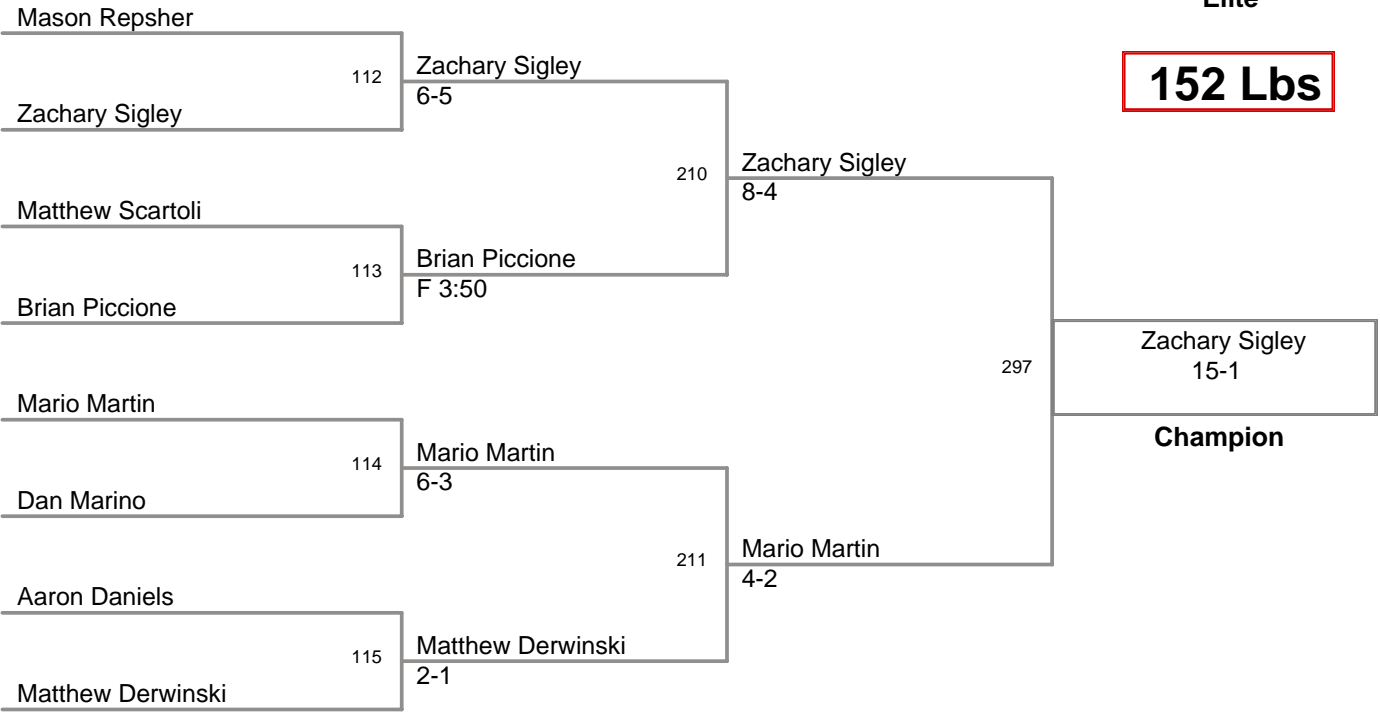 Elite
152 Lbs
Mason Repsher
112
Zachary Sigley
6-5
Zachary Sigley
210
Zachary Sigley
8-4
Matthew Scartoli
113
Brian Piccione
F 3:50
Brian Piccione
297
Zachary Sigley
15-1
Champion
Mario Martin
114
Mario Martin
6-3
Dan Marino
211
Mario Martin
4-2
Aaron Daniels
115
Matthew Derwinski
2-1
Matthew Derwinski